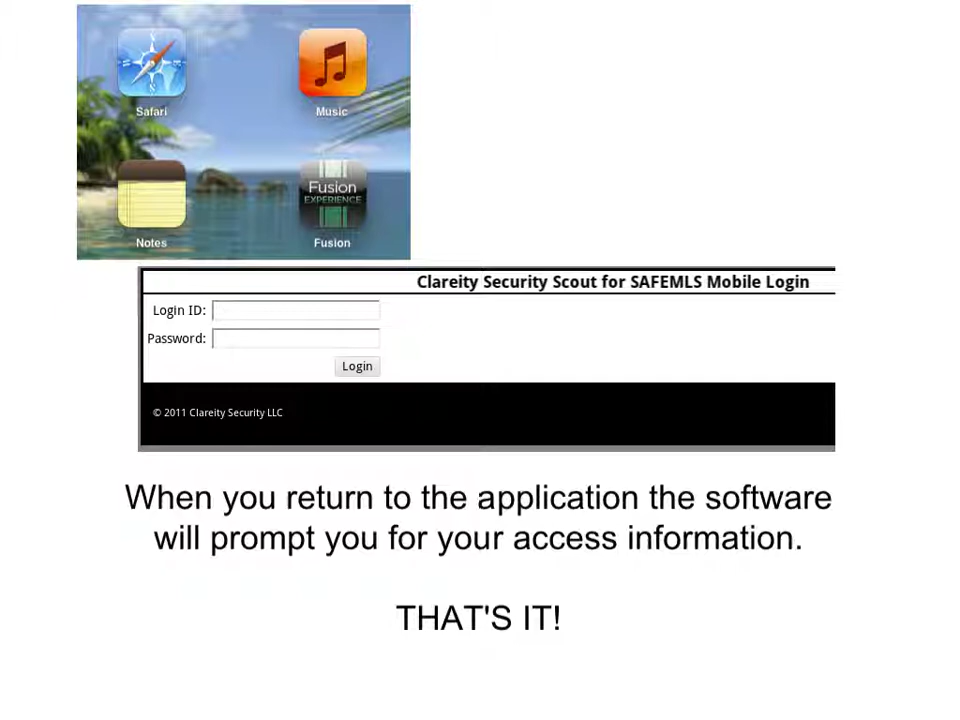 Safari
Music
Fusion
EXPERIENCE
Notes
Fusion
Clareity Security Scout for SAFEMLS Mobile Login
Login ID:
Password:
Login
© 2011 Clareity Security LLC
When you return to the application the software
will prompt you for your access information.
THAT'S IT!